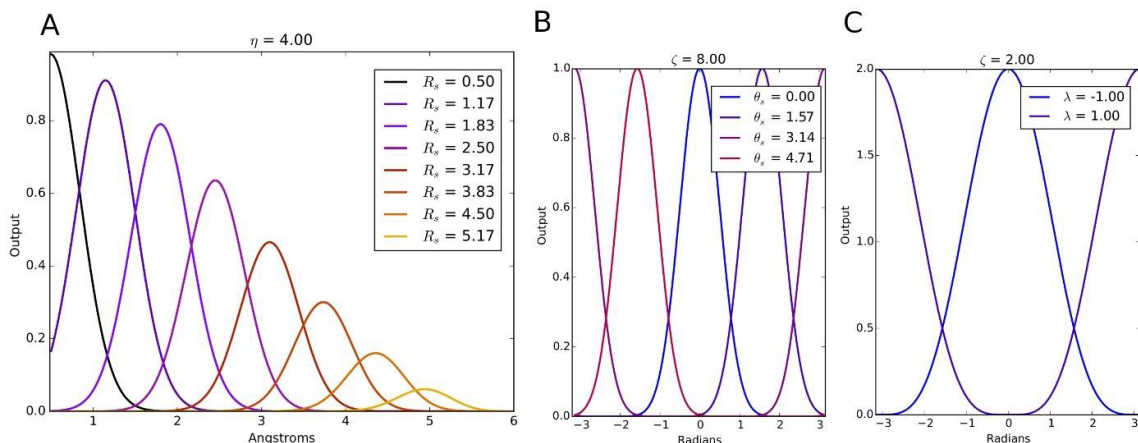 A
η = 4.00
R_s = 0.50
R_s = 1.17
R_s = 1.83
R_s = 2.50
R_s = 3.17
R_s = 3.83
R_s = 4.50
R_s = 5.17
Output
0.8
0.6
0.4
0.2
0.0
1 2 3 4 5 6
Angstroms
B
ζ = 8.00
θ_s = 0.00
θ_s = 1.57
θ_s = 3.14
θ_s = 4.71
Output
1.0
0.8
0.6
0.4
0.2
0.0
−3 −2 −1 0 1 2 3
Radians
C
ζ = 2.00
λ = -1.00
λ = 1.00
Output
2.0
1.5
1.0
0.5
0.0
−3 −2 −1 0 1 2 3
Radians